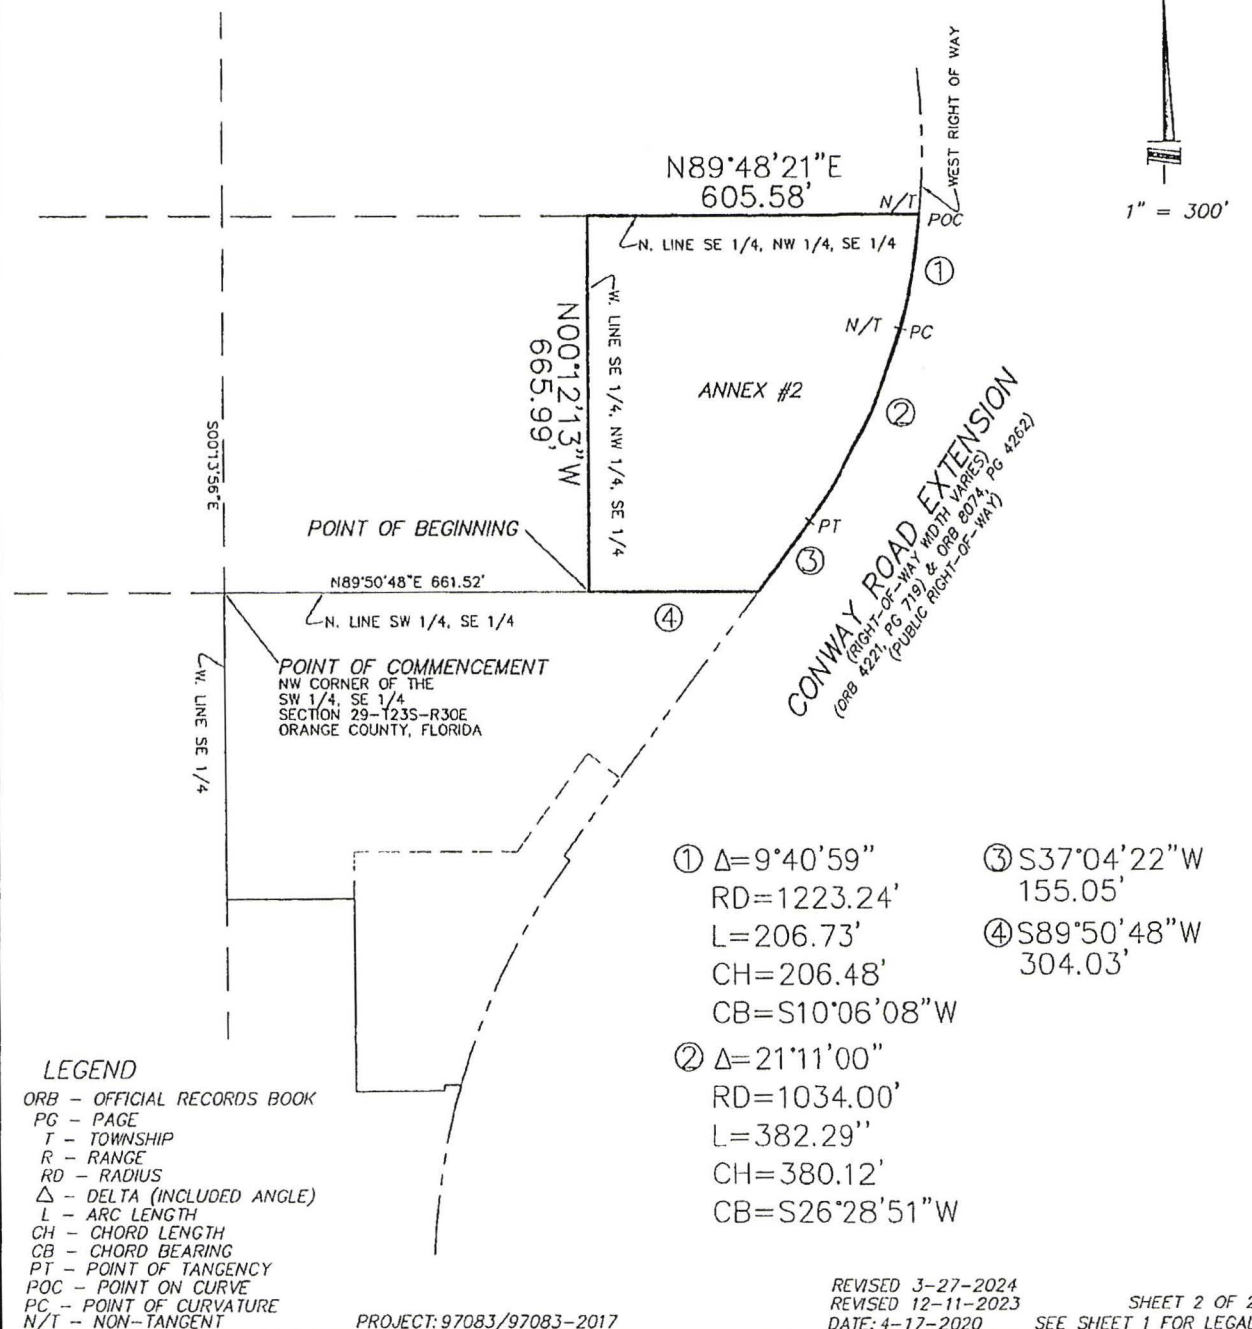 WEST RIGHT OF WAY
N89°48'21"E
605.58'
N/T
POC
1" = 300'
N. LINE SE 1/4, NW 1/4, SE 1/4
①
N/T
PC
W. LINE SE 1/4, NW 1/4, SE 1/4
N00°12'13"W
665.99'
ANNEX #2
②
S00°13'56"E
POINT OF BEGINNING
PT
③
CONWAY ROAD EXTENSION
(RIGHT-OF-WAY WIDTH VARIES)
(ORB 4221, PG 719) & ORB 8074, PG 4262)
(PUBLIC RIGHT-OF-WAY)
N89°50'48"E 661.52'
N. LINE SW 1/4, SE 1/4
④
POINT OF COMMENCEMENT
NW CORNER OF THE
SW 1/4, SE 1/4
SECTION 29-T23S-R30E
ORANGE COUNTY, FLORIDA
W. LINE SE 1/4
① Δ=9°40'59"
RD=1223.24'
L=206.73'
CH=206.48'
CB=S10°06'08"W
② Δ=21°11'00"
RD=1034.00'
L=382.29''
CH=380.12'
CB=S26°28'51"W
③ S37°04'22"W
155.05'
④ S89°50'48"W
304.03'
LEGEND
ORB - OFFICIAL RECORDS BOOK
PG - PAGE
T - TOWNSHIP
R - RANGE
RD - RADIUS
Δ - DELTA (INCLUDED ANGLE)
L - ARC LENGTH
CH - CHORD LENGTH
CB - CHORD BEARING
PT - POINT OF TANGENCY
POC - POINT ON CURVE
PC - POINT OF CURVATURE
N/T - NON-TANGENT
PROJECT: 97083/97083-2017
REVISED 3-27-2024
REVISED 12-11-2023
DATE: 4-17-2020
SHEET 2 OF 2
SEE SHEET 1 FOR LEGAL